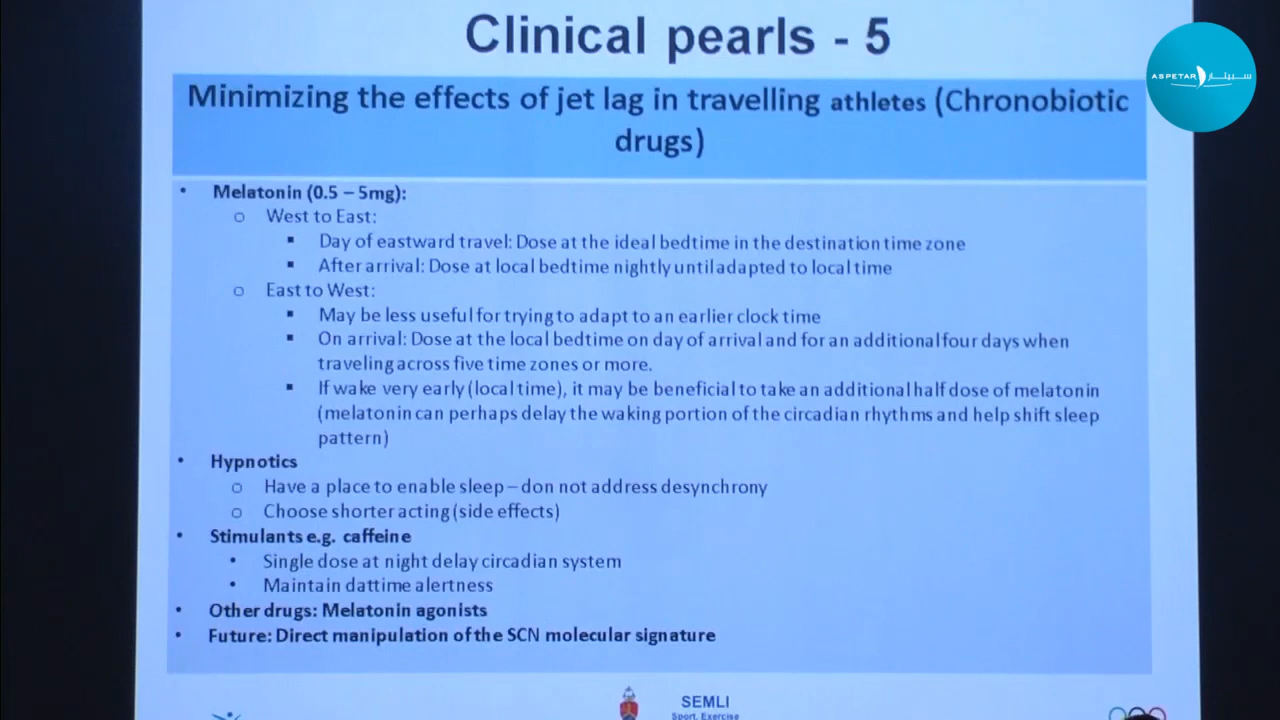 Clinical pearls - 5
ASPETAR سبيتار
Minimizing the effects of jet lag in travelling athletes (Chronobiotic
drugs)
• Melatonin (0.5 – 5mg):
o West to East:
▪ Day of eastward travel: Dose at the ideal bedtime in the destination time zone
▪ After arrival: Dose at local bedtime nightly until adapted to local time
o East to West:
▪ May be less useful for trying to adapt to an earlier clock time
▪ On arrival: Dose at the local bedtime on day of arrival and for an additional four days when
traveling across five time zones or more.
▪ If wake very early (local time), it may be beneficial to take an additional half dose of melatonin
(melatonin can perhaps delay the waking portion of the circadian rhythms and help shift sleep
pattern)
• Hypnotics
o Have a place to enable sleep – don not address desynchrony
o Choose shorter acting (side effects)
• Stimulants e.g. caffeine
• Single dose at night delay circadian system
• Maintain dattime alertness
• Other drugs: Melatonin agonists
• Future: Direct manipulation of the SCN molecular signature
SEMLI
Sport, Exercise